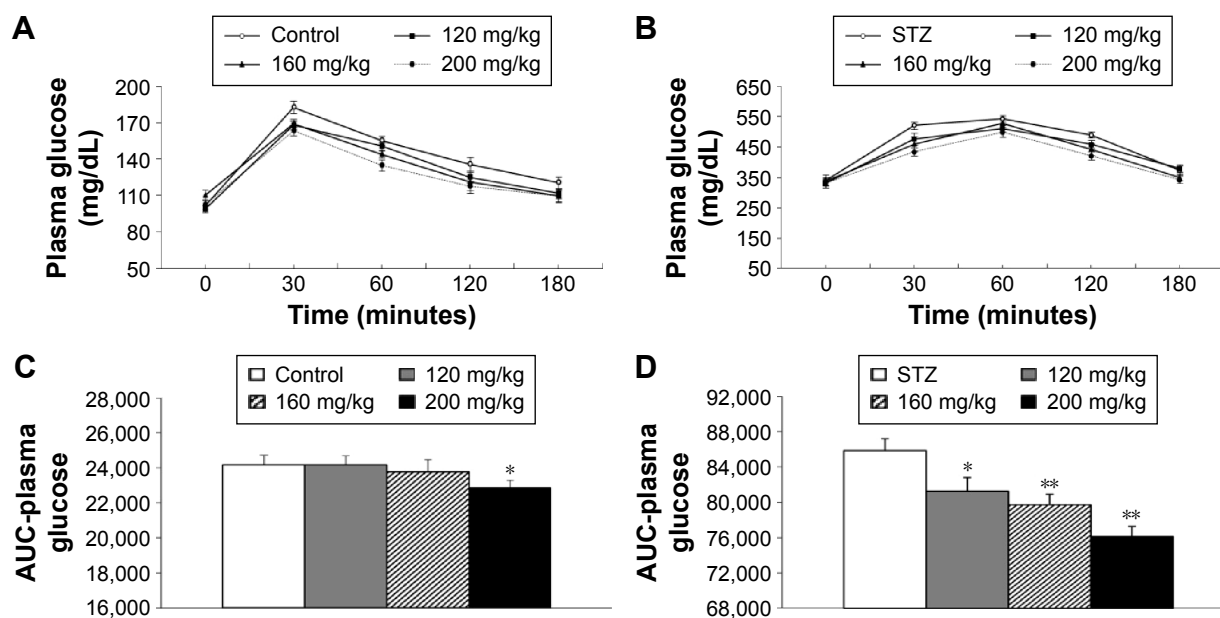 A
Control 120 mg/kg
160 mg/kg 200 mg/kg
Plasma glucose
(mg/dL)
200
170
140
110
80
50
0 30 60 120 180
Time (minutes)
B
STZ 120 mg/kg
160 mg/kg 200 mg/kg
Plasma glucose
(mg/dL)
650
550
450
350
250
150
50
0 30 60 120 180
Time (minutes)
C
Control 120 mg/kg
160 mg/kg 200 mg/kg
AUC-plasma
glucose
28,000
26,000
24,000
22,000
20,000
18,000
16,000
*
D
STZ 120 mg/kg
160 mg/kg 200 mg/kg
AUC-plasma
glucose
92,000
88,000
84,000
80,000
76,000
72,000
68,000
*
**
**